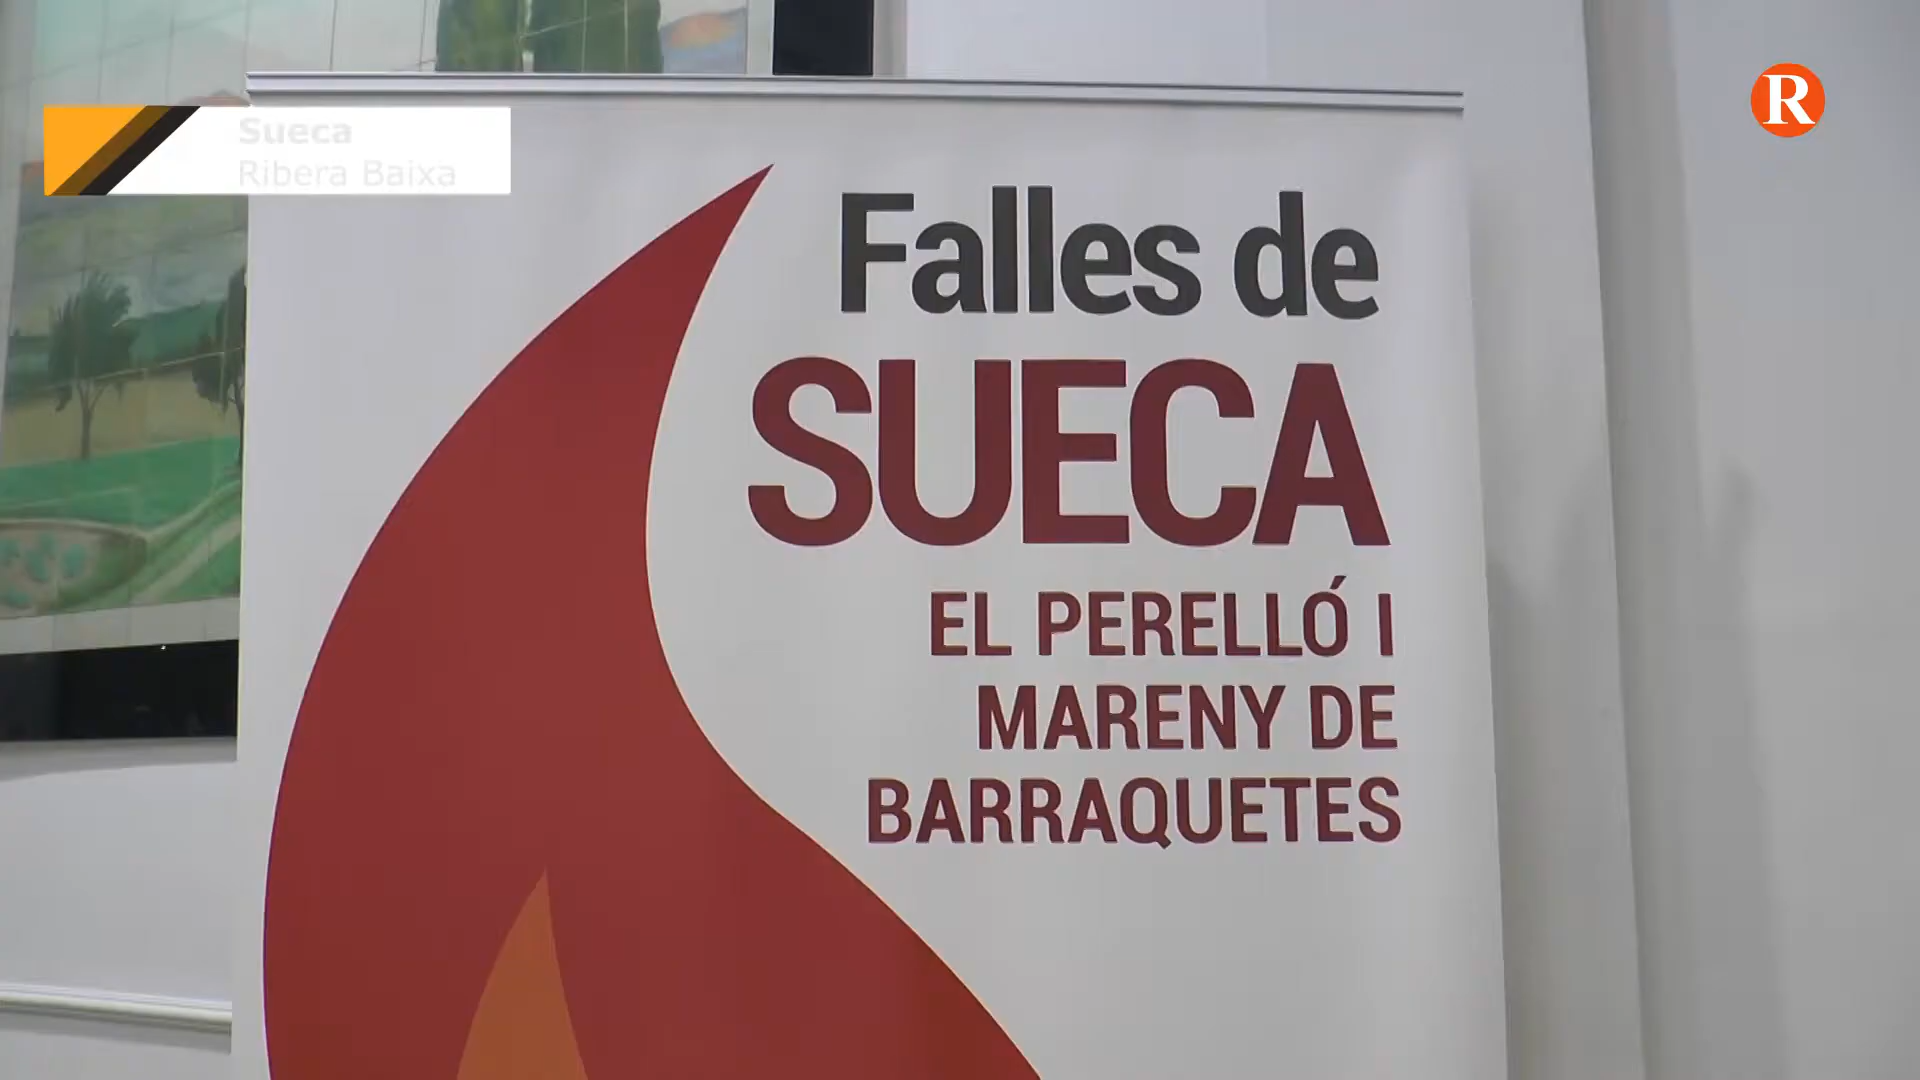 Sueca
Ribera Baixa
R
Falles de
SUECA
EL PERELLÓ I
MARENY DE
BARRAQUETES